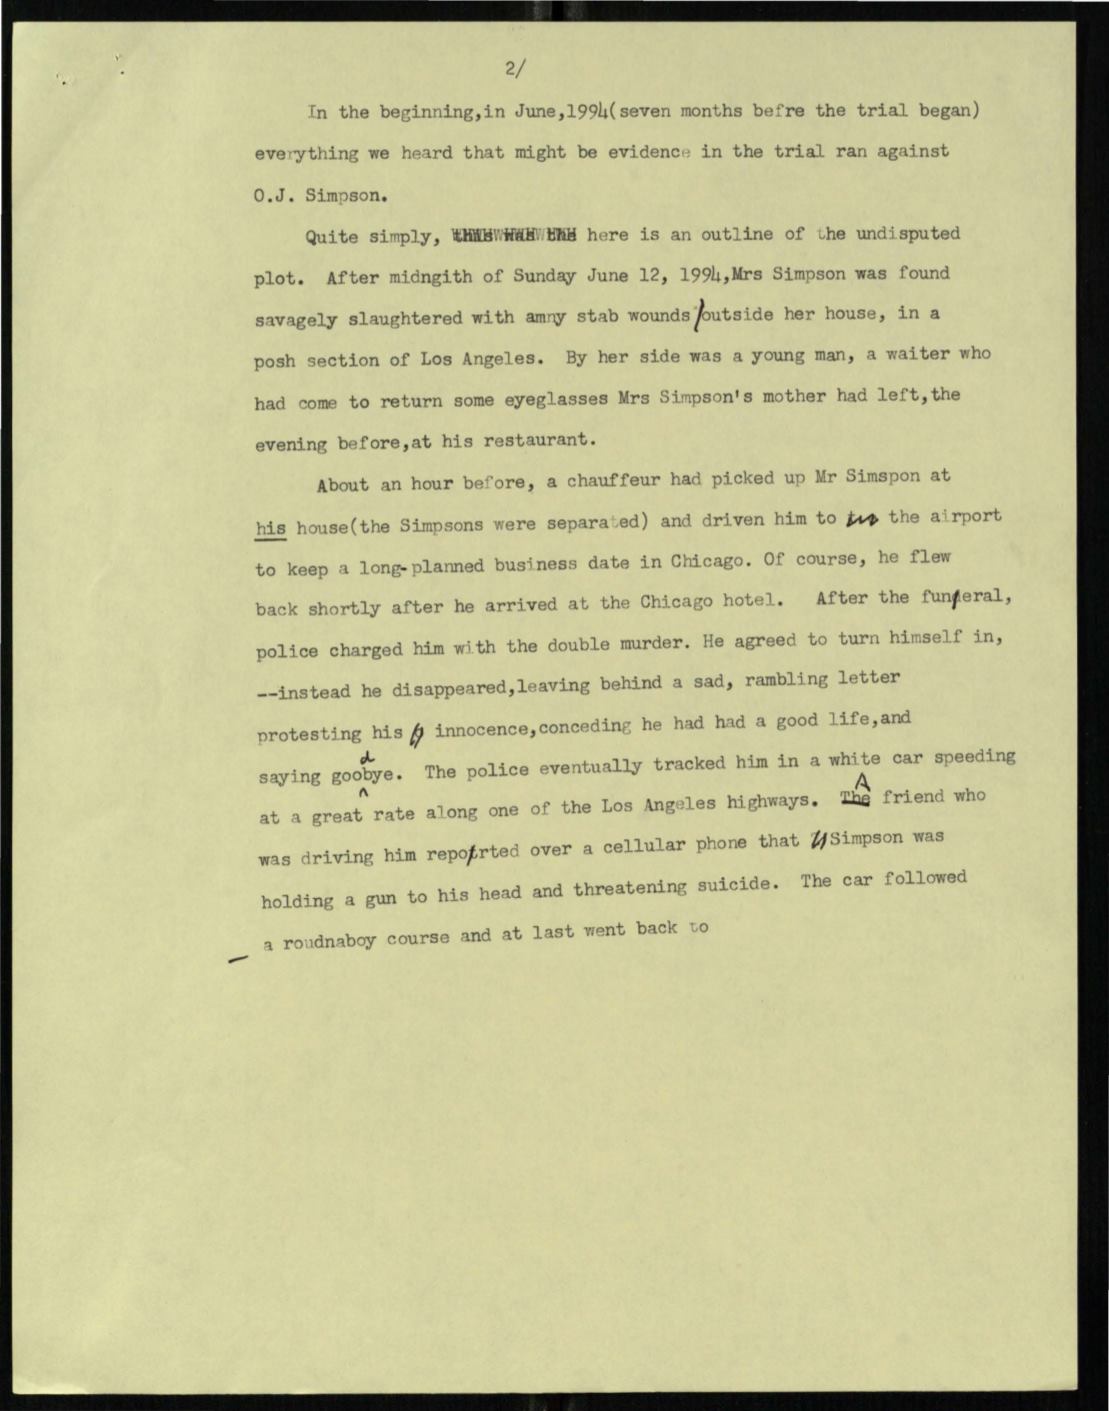 2/
In the beginning,in June,1994(seven months befre the trial began)
everything we heard that might be evidence in the trial ran against
O.J. Simpson.
Quite simply, here is an outline of the undisputed
plot. After midngith of Sunday June 12, 1994,Mrs Simpson was found
savagely slaughtered with amny stab wounds/outside her house, in a
posh section of Los Angeles. By her side was a young man, a waiter who
had come to return some eyeglasses Mrs Simpson's mother had left,the
evening before,at his restaurant.
About an hour before, a chauffeur had picked up Mr Simspon at
his house(the Simpsons were separated) and driven him to the airport
to keep a long-planned business date in Chicago. Of course, he flew
back shortly after he arrived at the Chicago hotel. After the funeral,
police charged him with the double murder. He agreed to turn himself in,
--instead he disappeared,leaving behind a sad, rambling letter
protesting his innocence,conceding he had had a good life,and
saying goodbye. The police eventually tracked him in a white car speeding
at a great rate along one of the Los Angeles highways. A friend who
was driving him reported over a cellular phone that Simpson was
holding a gun to his head and threatening suicide. The car followed
a roudnaboy course and at last went back to